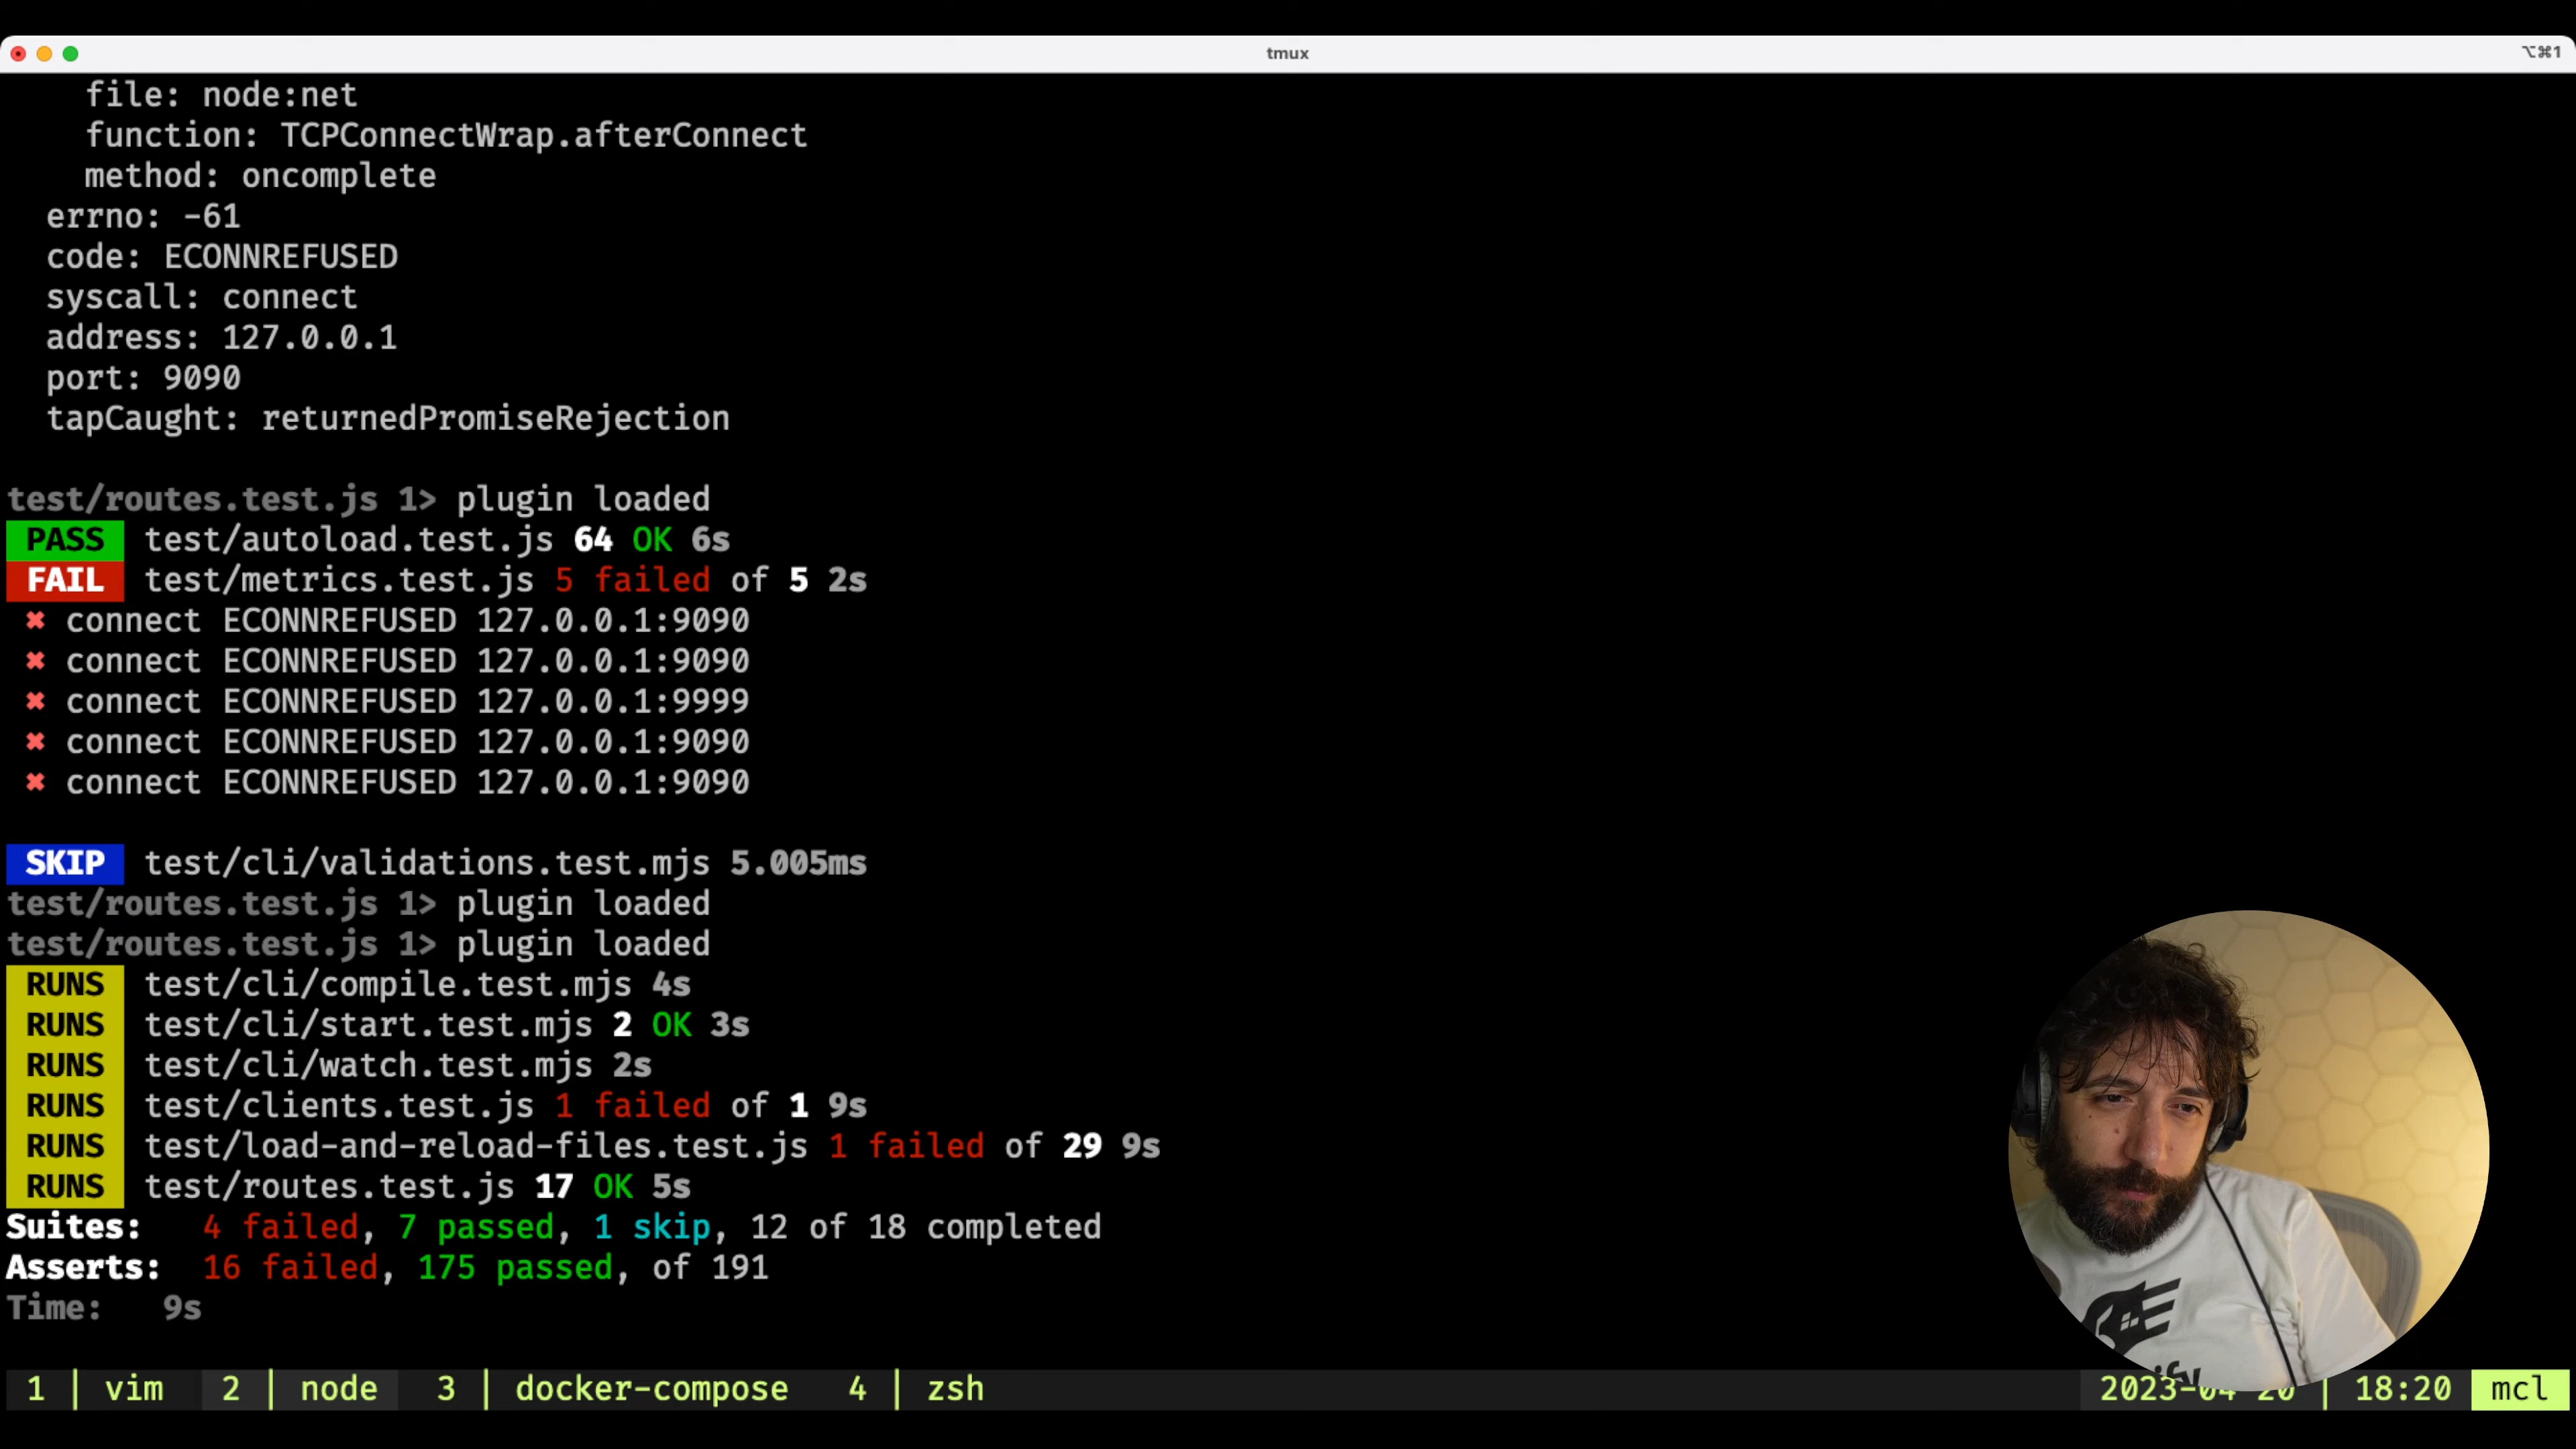 tmux
⌥⌘1
file: node:net
function: TCPConnectWrap.afterConnect
method: oncomplete
errno: -61
code: ECONNREFUSED
syscall: connect
address: 127.0.0.1
port: 9090
tapCaught: returnedPromiseRejection
test/routes.test.js 1> plugin loaded
PASS test/autoload.test.js 64 OK 6s
FAIL test/metrics.test.js 5 failed of 5 2s
✖ connect ECONNREFUSED 127.0.0.1:9090
✖ connect ECONNREFUSED 127.0.0.1:9090
✖ connect ECONNREFUSED 127.0.0.1:9999
✖ connect ECONNREFUSED 127.0.0.1:9090
✖ connect ECONNREFUSED 127.0.0.1:9090
SKIP test/cli/validations.test.mjs 5.005ms
test/routes.test.js 1> plugin loaded
test/routes.test.js 1> plugin loaded
RUNS test/cli/compile.test.mjs 4s
RUNS test/cli/start.test.mjs 2 OK 3s
RUNS test/cli/watch.test.mjs 2s
RUNS test/clients.test.js 1 failed of 1 9s
RUNS test/load-and-reload-files.test.js 1 failed of 29 9s
RUNS test/routes.test.js 17 OK 5s
Suites: 4 failed, 7 passed, 1 skip, 12 of 18 completed
Asserts: 16 failed, 175 passed, of 191
Time: 9s
1 | vim 2 | node 3 | docker-compose 4 | zsh 2023-04-20 | 18:20 mcl